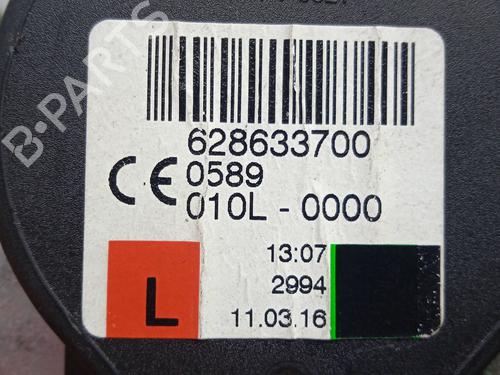 B-PARTS
628633700
CE 0589
010L - 0000
13:07
2994
L
11.03.16